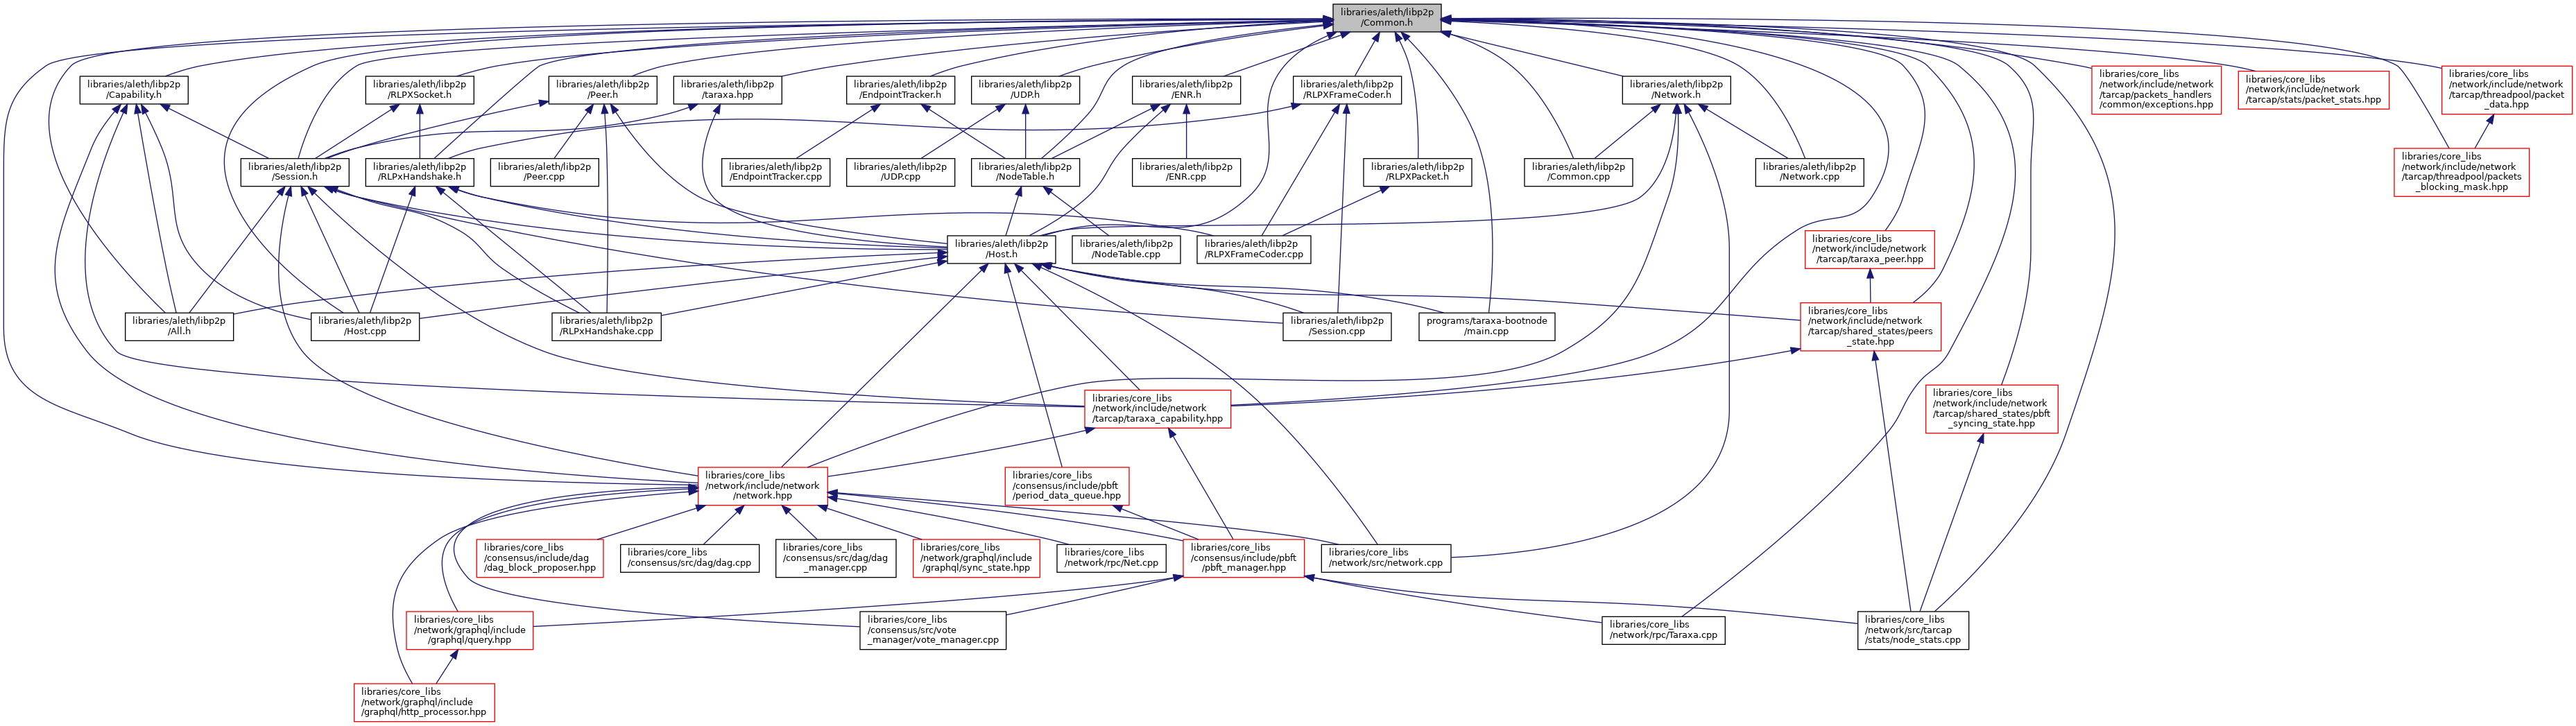 libraries/aleth/libp2p
/Common.h
libraries/aleth/libp2p
/Capability.h
libraries/aleth/libp2p
/RLPXSocket.h
libraries/aleth/libp2p
/Peer.h
libraries/aleth/libp2p
/taraxa.hpp
libraries/aleth/libp2p
/EndpointTracker.h
libraries/aleth/libp2p
/UDP.h
libraries/aleth/libp2p
/ENR.h
libraries/aleth/libp2p
/RLPXFrameCoder.h
libraries/aleth/libp2p
/Network.h
libraries/core_libs
/network/include/network
/tarcap/packets_handlers
/common/exceptions.hpp
libraries/core_libs
/network/include/network
/tarcap/stats/packet_stats.hpp
libraries/core_libs
/network/include/network
/tarcap/threadpool/packet
_data.hpp
libraries/aleth/libp2p
/Session.h
libraries/aleth/libp2p
/RLPxHandshake.h
libraries/aleth/libp2p
/Peer.cpp
libraries/aleth/libp2p
/EndpointTracker.cpp
libraries/aleth/libp2p
/UDP.cpp
libraries/aleth/libp2p
/NodeTable.h
libraries/aleth/libp2p
/ENR.cpp
libraries/aleth/libp2p
/RLPXPacket.h
libraries/aleth/libp2p
/Common.cpp
libraries/aleth/libp2p
/Network.cpp
libraries/core_libs
/network/include/network
/tarcap/threadpool/packets
_blocking_mask.hpp
libraries/aleth/libp2p
/Host.h
libraries/aleth/libp2p
/NodeTable.cpp
libraries/aleth/libp2p
/RLPXFrameCoder.cpp
libraries/core_libs
/network/include/network
/tarcap/taraxa_peer.hpp
libraries/aleth/libp2p
/All.h
libraries/aleth/libp2p
/Host.cpp
libraries/aleth/libp2p
/RLPxHandshake.cpp
libraries/aleth/libp2p
/Session.cpp
programs/taraxa-bootnode
/main.cpp
libraries/core_libs
/network/include/network
/tarcap/shared_states/peers
_state.hpp
libraries/core_libs
/network/include/network
/tarcap/taraxa_capability.hpp
libraries/core_libs
/network/include/network
/tarcap/shared_states/pbft
_syncing_state.hpp
libraries/core_libs
/network/include/network
/network.hpp
libraries/core_libs
/consensus/include/pbft
/period_data_queue.hpp
libraries/core_libs
/consensus/include/dag
/dag_block_proposer.hpp
libraries/core_libs
/consensus/src/dag/dag.cpp
libraries/core_libs
/consensus/src/dag/dag
_manager.cpp
libraries/core_libs
/network/graphql/include
/graphql/sync_state.hpp
libraries/core_libs
/network/rpc/Net.cpp
libraries/core_libs
/consensus/include/pbft
/pbft_manager.hpp
libraries/core_libs
/network/src/network.cpp
libraries/core_libs
/network/graphql/include
/graphql/query.hpp
libraries/core_libs
/consensus/src/vote
_manager/vote_manager.cpp
libraries/core_libs
/network/rpc/Taraxa.cpp
libraries/core_libs
/network/src/tarcap
/stats/node_stats.cpp
libraries/core_libs
/network/graphql/include
/graphql/http_processor.hpp